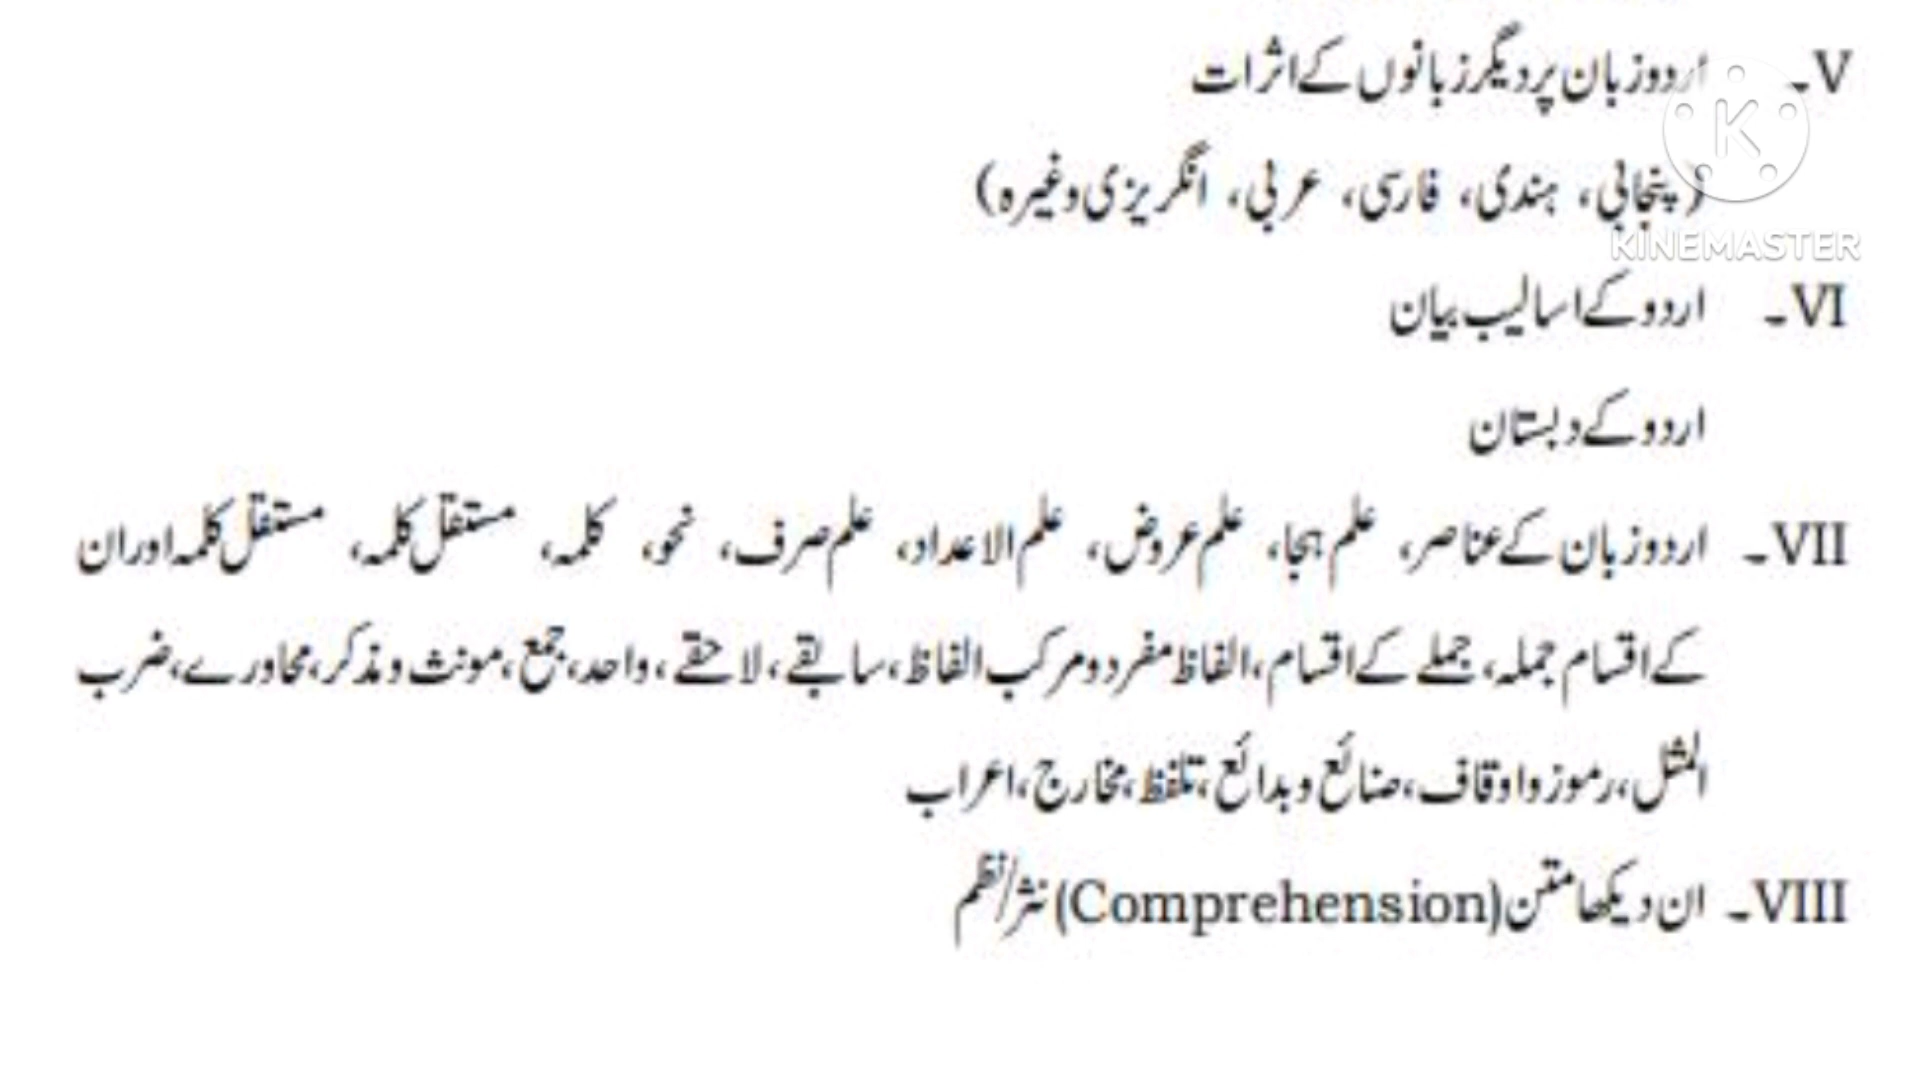 V۔ اردو زبان پر دیگر زبانوں کے اثرات
(پنجابی، ہندی، فارسی، عربی، انگریزی وغیرہ)
KINEMASTER
VI۔ اردو کے اسالیب بیان
اردو کے دبستان
VII۔ اردو زبان کے عناصر، علم ہجا، علم عروض، علم الاعداد، علم صرف، نحو، کلمہ، مستقل کلمہ، مستقل کلمہ اور ان
کے اقسام جملہ، جملے کے اقسام، الفاظ مفرد و مرکب الفاظ، سابقے، لاحقے، واحد، جمع، مونث و مذکر، محاورے، ضرب
المثل، رموز و اوقاف، صنائع و بدائع، تلفظ، مخارج، اعراب
VIII۔ ان دیکھا متن (Comprehension) نثر/نظم